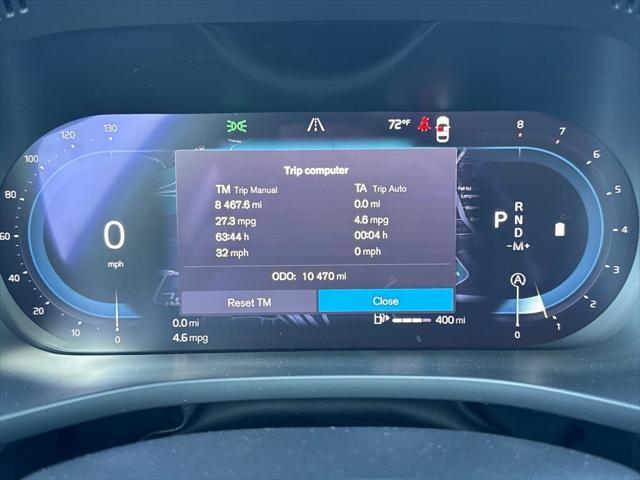 120 130
72°F
8
7
6
5
4
3
2
1
0
100
80
60
40
20
10
0
0
mph
Trip computer
TM Trip Manual TA Trip Auto
8 467.6 mi 0.0 mi
27.3 mpg 4.6 mpg
63:44 h 00:04 h
32 mph 0 mph
ODO: 10 470 mi
Reset TM Close
P
R
N
D
-M+
A
0.0 mi
4.6 mpg
400 mi